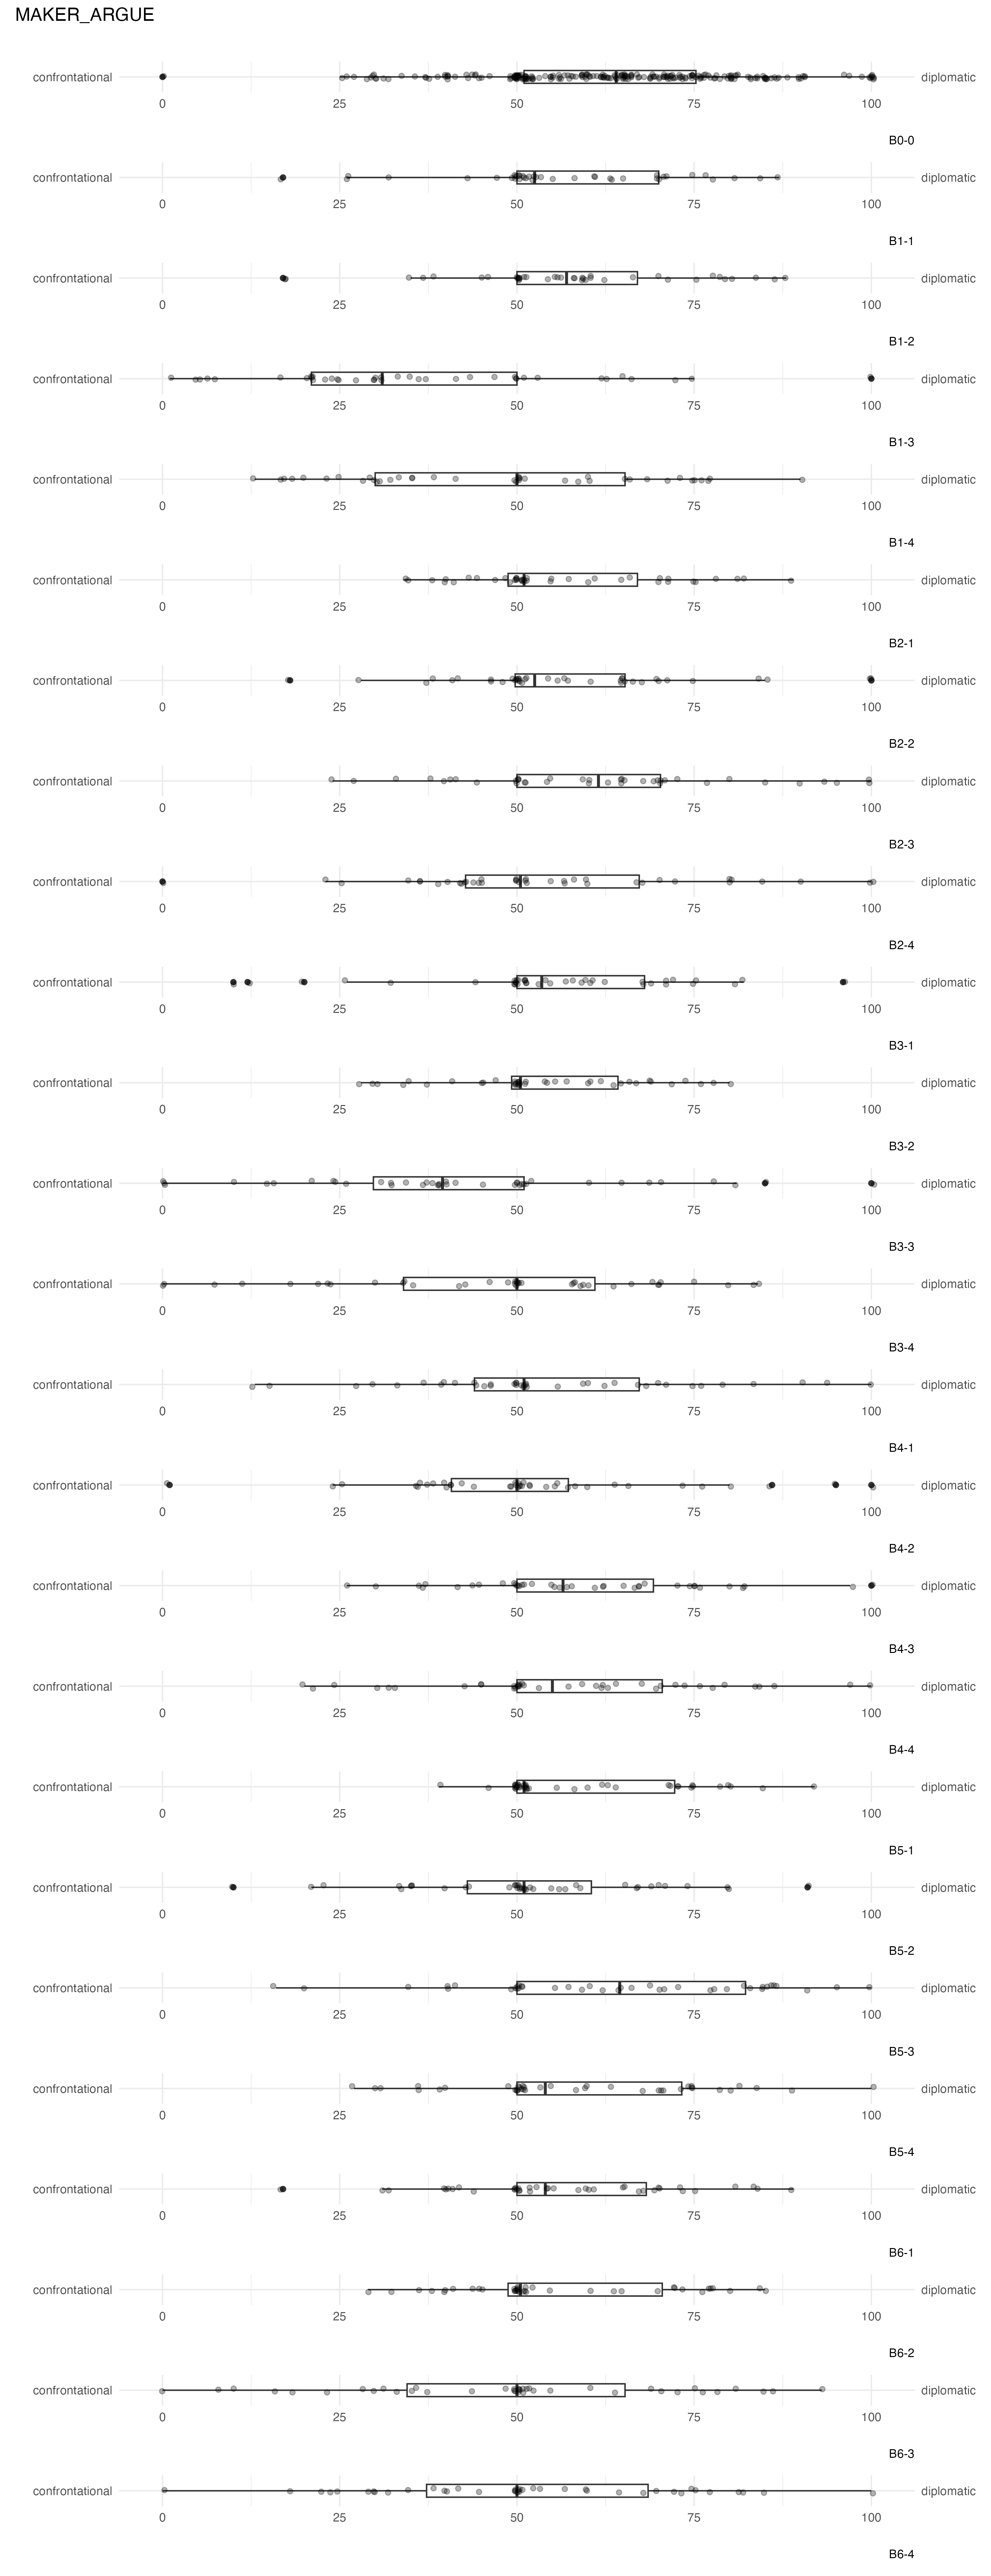 MAKER_ARGUE
confrontational diplomatic
0 25 50 75 100
B0-0
confrontational diplomatic
0 25 50 75 100
B1-1
confrontational diplomatic
0 25 50 75 100
B1-2
confrontational diplomatic
0 25 50 75 100
B1-3
confrontational diplomatic
0 25 50 75 100
B1-4
confrontational diplomatic
0 25 50 75 100
B2-1
confrontational diplomatic
0 25 50 75 100
B2-2
confrontational diplomatic
0 25 50 75 100
B2-3
confrontational diplomatic
0 25 50 75 100
B2-4
confrontational diplomatic
0 25 50 75 100
B3-1
confrontational diplomatic
0 25 50 75 100
B3-2
confrontational diplomatic
0 25 50 75 100
B3-3
confrontational diplomatic
0 25 50 75 100
B3-4
confrontational diplomatic
0 25 50 75 100
B4-1
confrontational diplomatic
0 25 50 75 100
B4-2
confrontational diplomatic
0 25 50 75 100
B4-3
confrontational diplomatic
0 25 50 75 100
B4-4
confrontational diplomatic
0 25 50 75 100
B5-1
confrontational diplomatic
0 25 50 75 100
B5-2
confrontational diplomatic
0 25 50 75 100
B5-3
confrontational diplomatic
0 25 50 75 100
B5-4
confrontational diplomatic
0 25 50 75 100
B6-1
confrontational diplomatic
0 25 50 75 100
B6-2
confrontational diplomatic
0 25 50 75 100
B6-3
confrontational diplomatic
0 25 50 75 100
B6-4